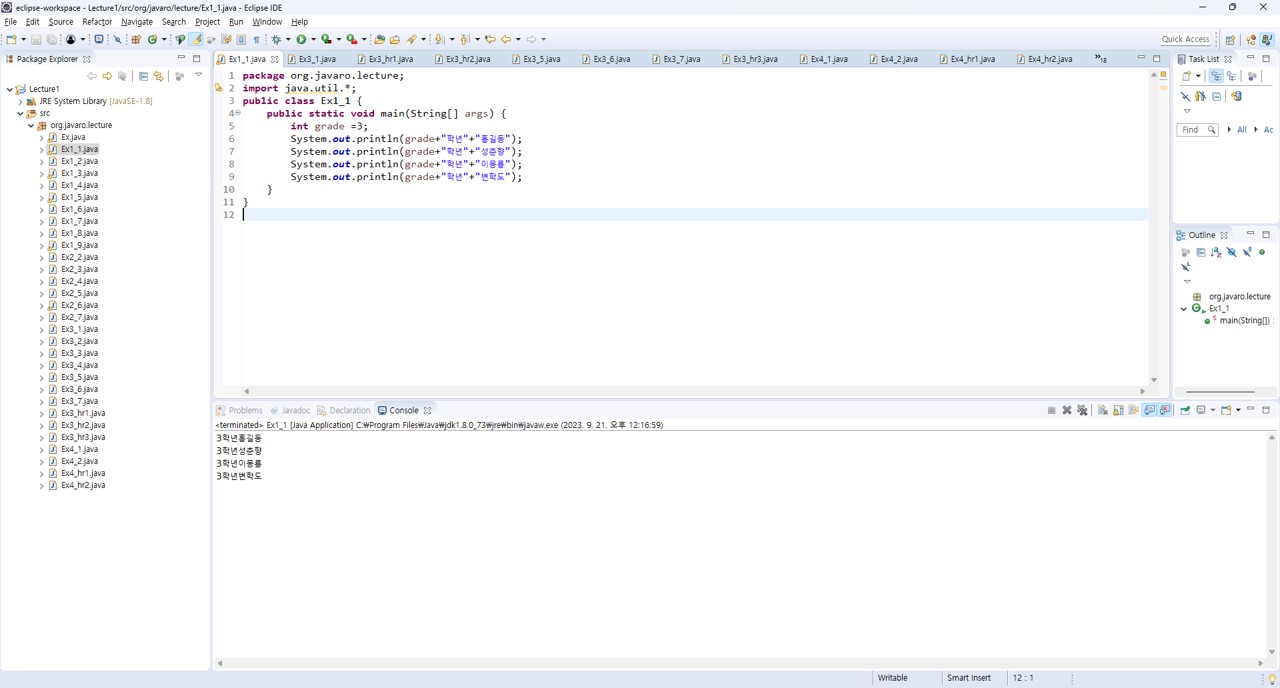 eclipse-workspace - Lecture1/src/org/javaro/lecture/Ex1_1.java - Eclipse IDE
File Edit Source Refactor Navigate Search Project Run Window Help
Quick Access
Package Explorer
Lecture1
JRE System Library [JavaSE-1.8]
src
org.javaro.lecture
Ex.java
Ex1_1.java
Ex1_2.java
Ex1_3.java
Ex1_4.java
Ex1_5.java
Ex1_6.java
Ex1_7.java
Ex1_8.java
Ex1_9.java
Ex2_2.java
Ex2_3.java
Ex2_4.java
Ex2_5.java
Ex2_6.java
Ex2_7.java
Ex3_1.java
Ex3_2.java
Ex3_3.java
Ex3_4.java
Ex3_5.java
Ex3_6.java
Ex3_7.java
Ex3_hr1.java
Ex3_hr2.java
Ex3_hr3.java
Ex4_1.java
Ex4_2.java
Ex4_hr1.java
Ex4_hr2.java
Ex1_1.java Ex3_1.java Ex3_hr1.java Ex3_hr2.java Ex3_5.java Ex3_6.java Ex3_7.java Ex3_hr3.java Ex4_1.java Ex4_2.java Ex4_hr1.java Ex4_hr2.java »18
1 package org.javaro.lecture;
2 import java.util.*;
3 public class Ex1_1 {
4 public static void main(String[] args) {
5 int grade =3;
6 System.out.println(grade+"학년"+"홍길동");
7 System.out.println(grade+"학년"+"성춘향");
8 System.out.println(grade+"학년"+"이몽룡");
9 System.out.println(grade+"학년"+"변학도");
10 }
11 }
12
Task List
Find All Ac
Outline
org.javaro.lecture
Ex1_1
main(String[]) :
Problems Javadoc Declaration Console
<terminated> Ex1_1 [Java Application] C:₩Program Files₩Java₩jdk1.8.0_73₩jre₩bin₩javaw.exe (2023. 9. 21. 오후 12:16:59)
3학년홍길동
3학년성춘향
3학년이몽룡
3학년변학도
Writable Smart Insert 12 : 1